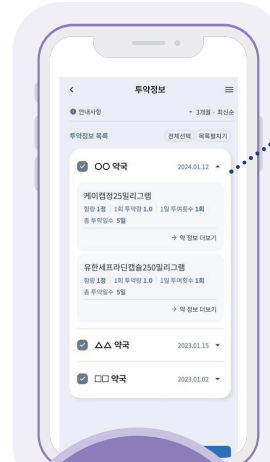 투약정보
안내사항
3개월 - 최신순
투약정보 목록 전체선택 목록펼치기
OO 약국 2024.01.12
케이캡정25밀리그램
함량 1정 1회 투약량 1.0 1일 투여횟수 1회
총 투약일수 5일
→ 약 정보 더보기
유한세프라딘캡슐250밀리그램
함량 1정 1회 투약량 1.0 1일 투여횟수 1회
총 투약일수 5일
→ 약 정보 더보기
△△ 약국 2023.01.15
□□ 약국 2023.01.02